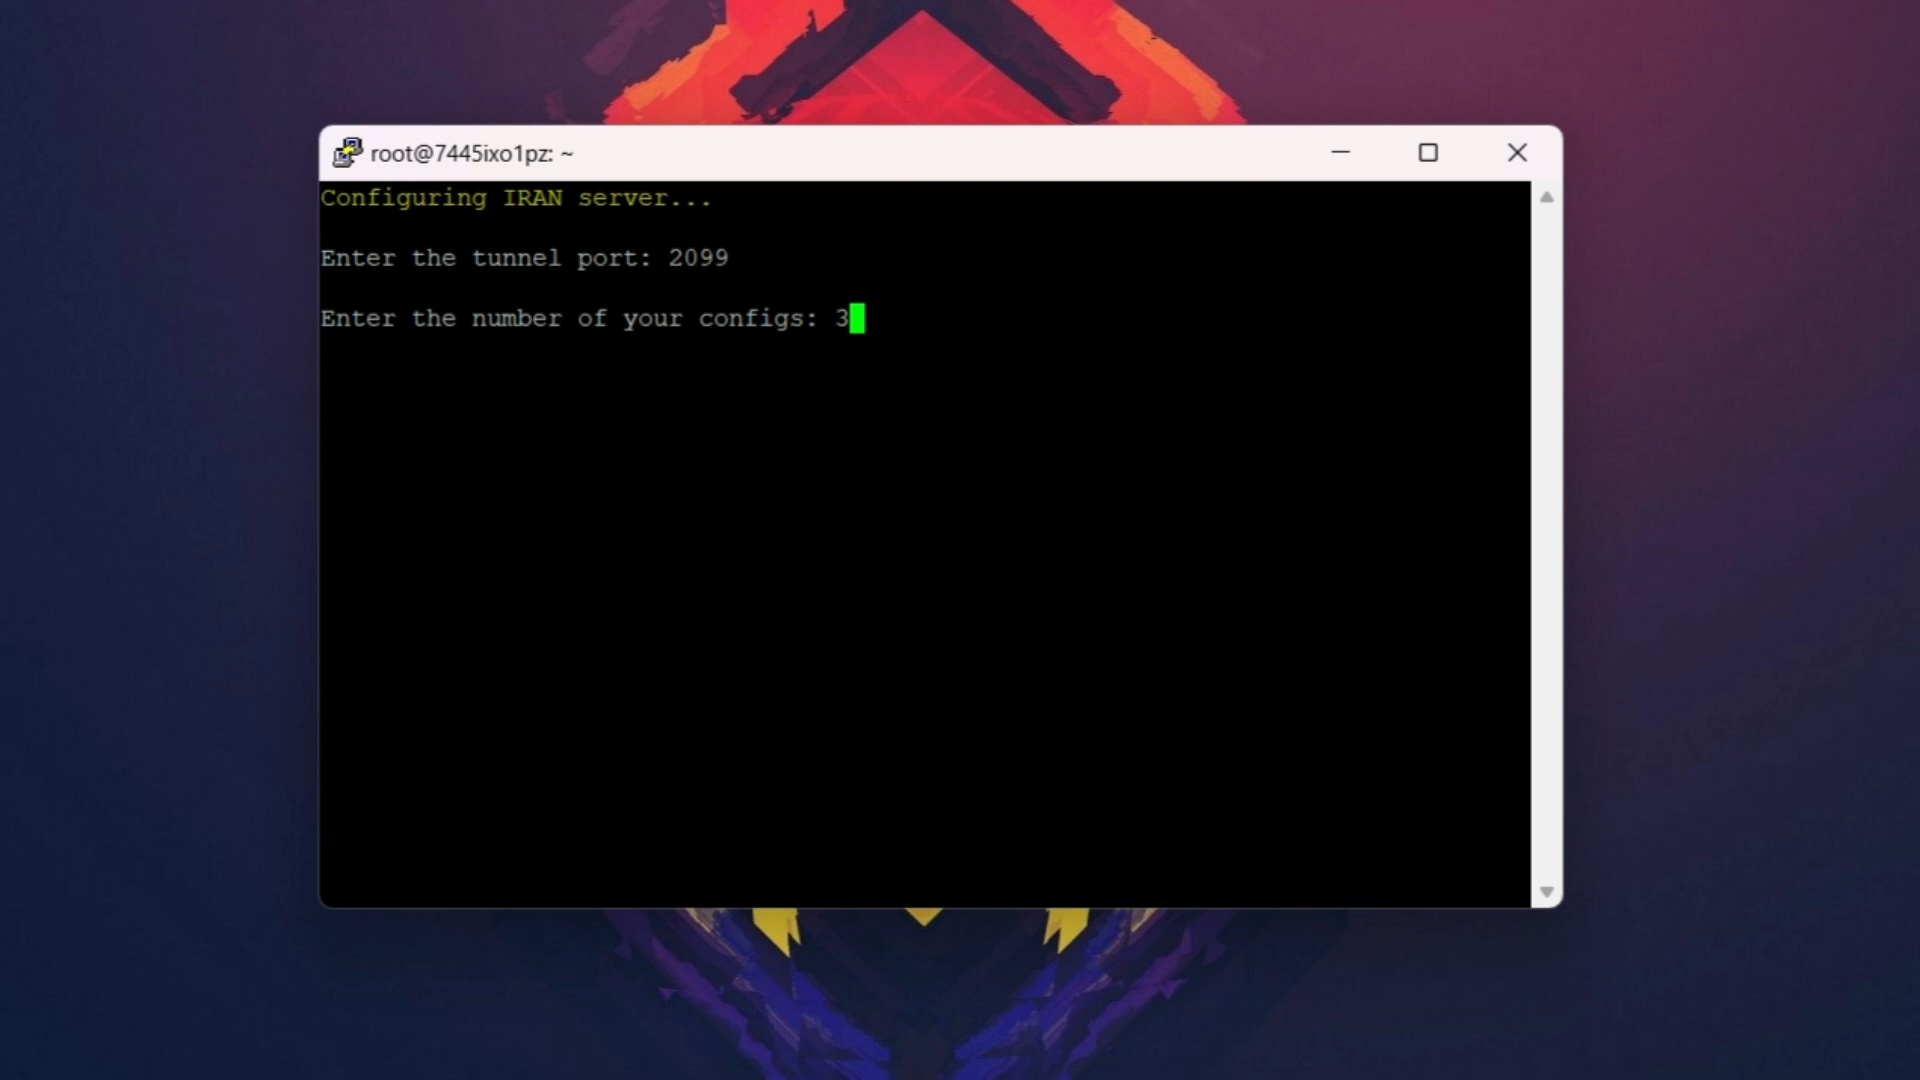 root@7445ixo1pz: ~
Configuring IRAN server...
Enter the tunnel port: 2099
Enter the number of your configs: 3